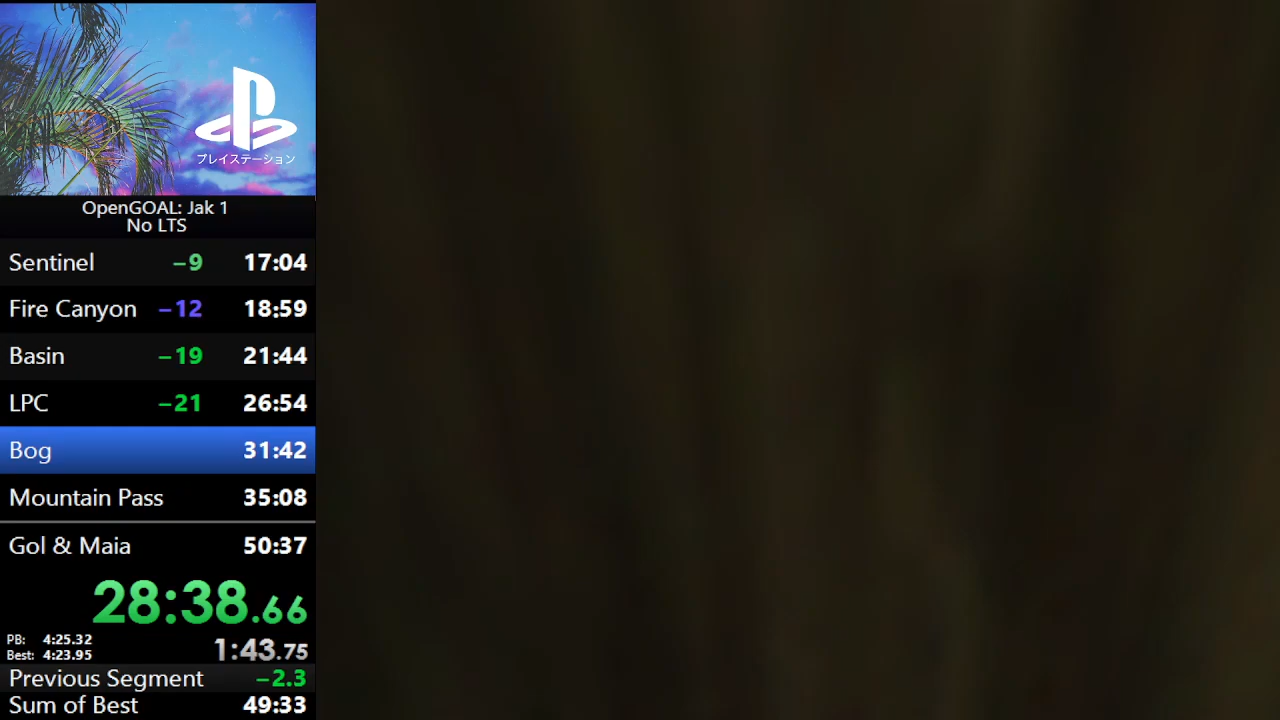 プレイステーション
OpenGOAL: Jak 1
No LTS
Sentinel −9 17:04
Fire Canyon −12 18:59
Basin −19 21:44
LPC −21 26:54
Bog 31:42
Mountain Pass 35:08
Gol & Maia 50:37
28:38.66
PB: 4:25.32
Best: 4:23.95
1:43.75
Previous Segment −2.3
Sum of Best 49:33